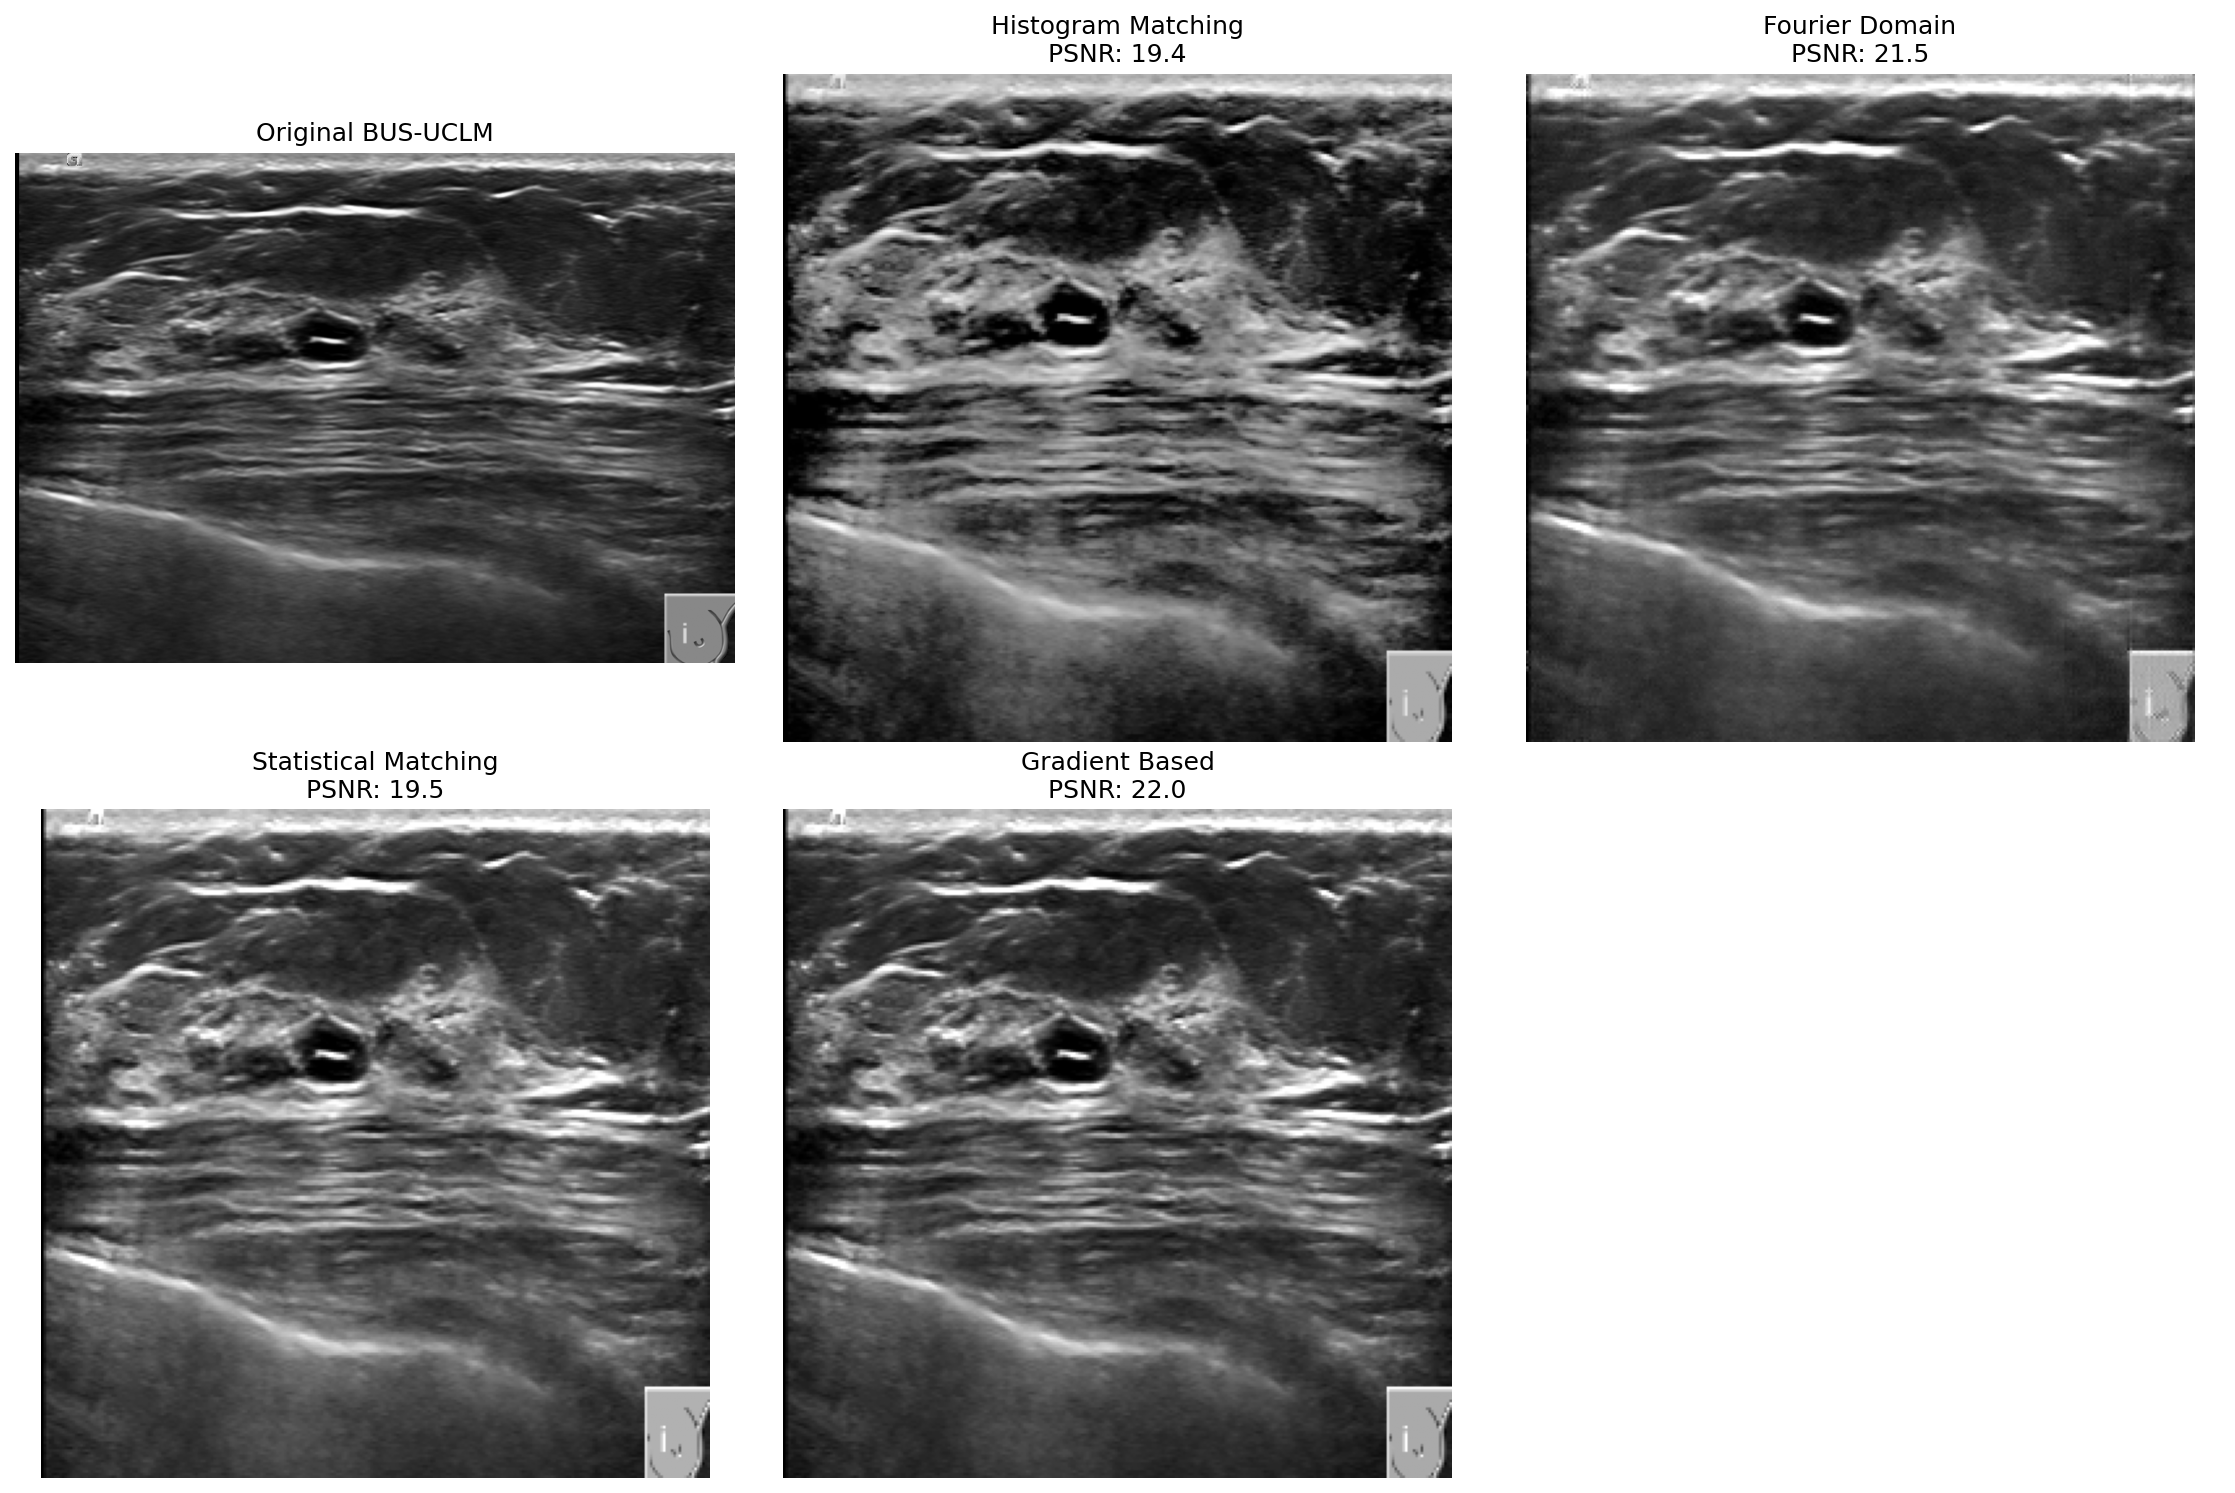 Original BUS-UCLM
Histogram Matching
PSNR: 19.4
Fourier Domain
PSNR: 21.5
Statistical Matching
PSNR: 19.5
Gradient Based
PSNR: 22.0